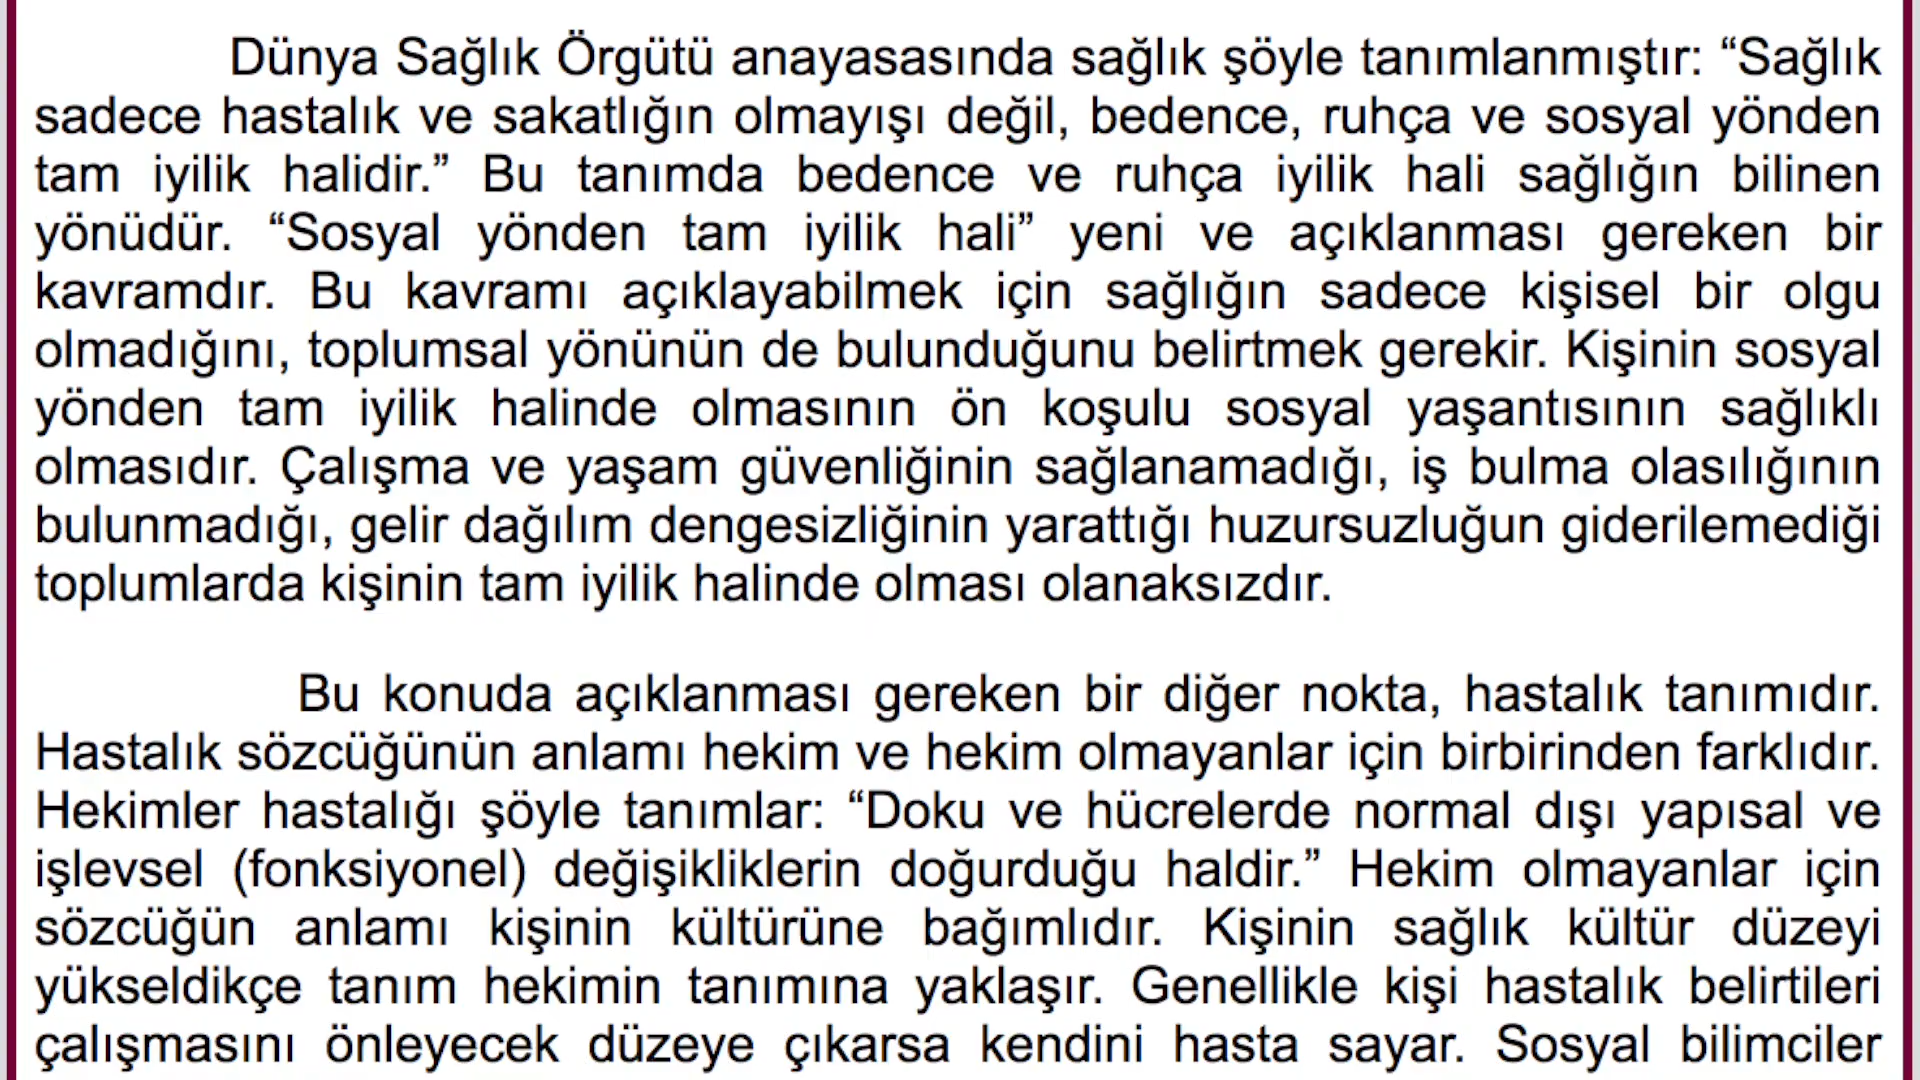 Dünya Sağlık Örgütü anayasasında sağlık şöyle tanımlanmıştır: “Sağlık
sadece hastalık ve sakatlığın olmayışı değil, bedence, ruhça ve sosyal yönden
tam iyilik halidir.” Bu tanımda bedence ve ruhça iyilik hali sağlığın bilinen
yönüdür. “Sosyal yönden tam iyilik hali” yeni ve açıklanması gereken bir
kavramdır. Bu kavramı açıklayabilmek için sağlığın sadece kişisel bir olgu
olmadığını, toplumsal yönünün de bulunduğunu belirtmek gerekir. Kişinin sosyal
yönden tam iyilik halinde olmasının ön koşulu sosyal yaşantısının sağlıklı
olmasıdır. Çalışma ve yaşam güvenliğinin sağlanamadığı, iş bulma olasılığının
bulunmadığı, gelir dağılım dengesizliğinin yarattığı huzursuzluğun giderilemediği
toplumlarda kişinin tam iyilik halinde olması olanaksızdır.
Bu konuda açıklanması gereken bir diğer nokta, hastalık tanımıdır.
Hastalık sözcüğünün anlamı hekim ve hekim olmayanlar için birbirinden farklıdır.
Hekimler hastalığı şöyle tanımlar: “Doku ve hücrelerde normal dışı yapısal ve
işlevsel (fonksiyonel) değişikliklerin doğurduğu haldir.” Hekim olmayanlar için
sözcüğün anlamı kişinin kültürüne bağımlıdır. Kişinin sağlık kültür düzeyi
yükseldikçe tanım hekimin tanımına yaklaşır. Genellikle kişi hastalık belirtileri
çalışmasını önleyecek düzeye çıkarsa kendini hasta sayar. Sosyal bilimciler